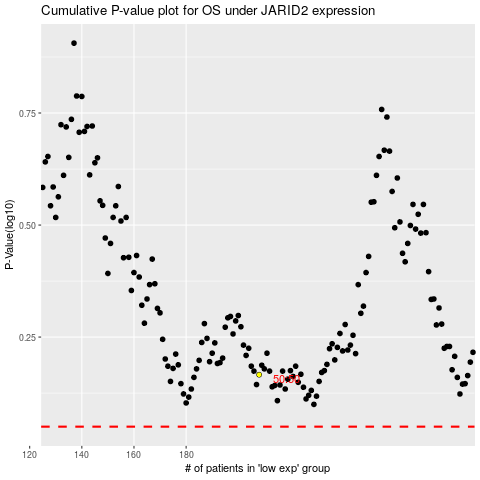 Cumulative P-value plot for OS under JARID2 expression
P-Value(log10)
0.75
0.50
0.25
120
140
160
180
# of patients in 'low exp' group